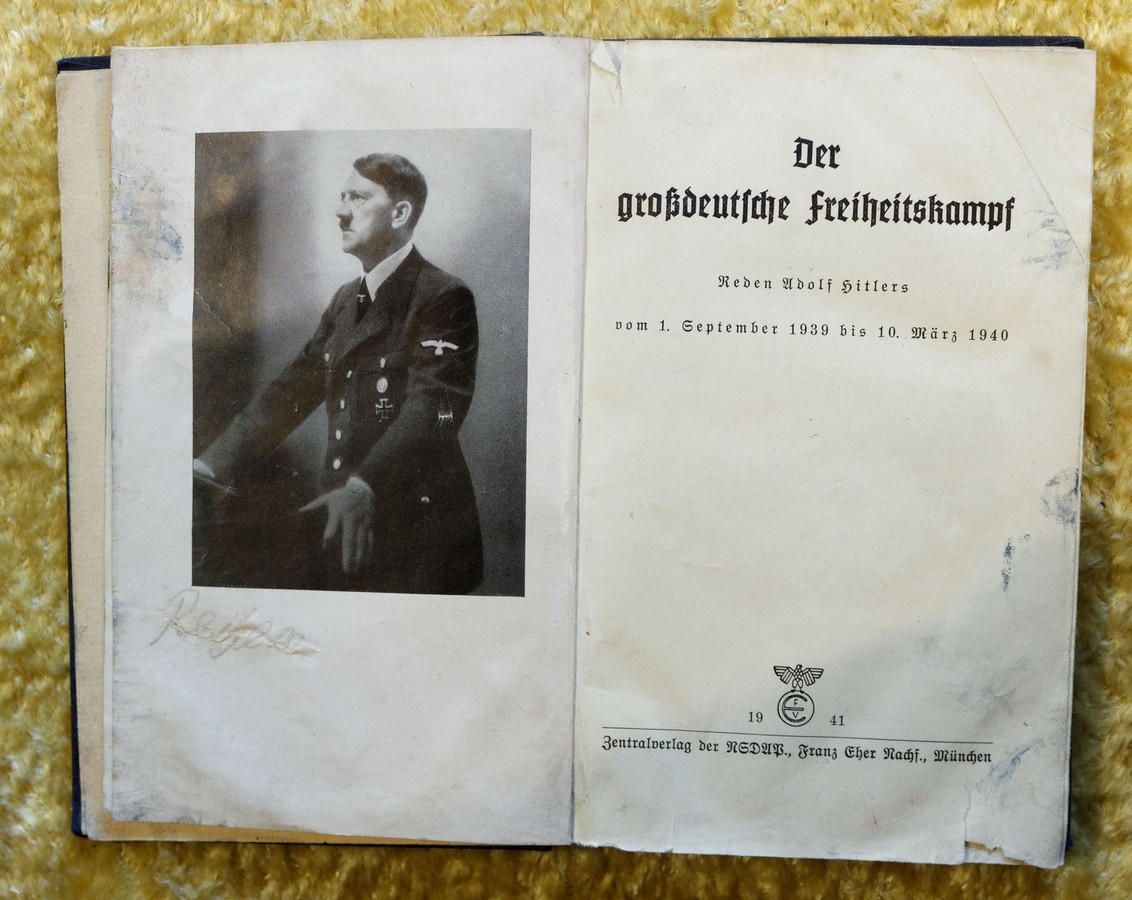 Der
großdeutsche Freiheitskampf
Reden Adolf Hitlers
vom 1. September 1939 bis 10. März 1940
F
E
V
19 41
Zentralverlag der NSDAP., Franz Eher Nachf., München